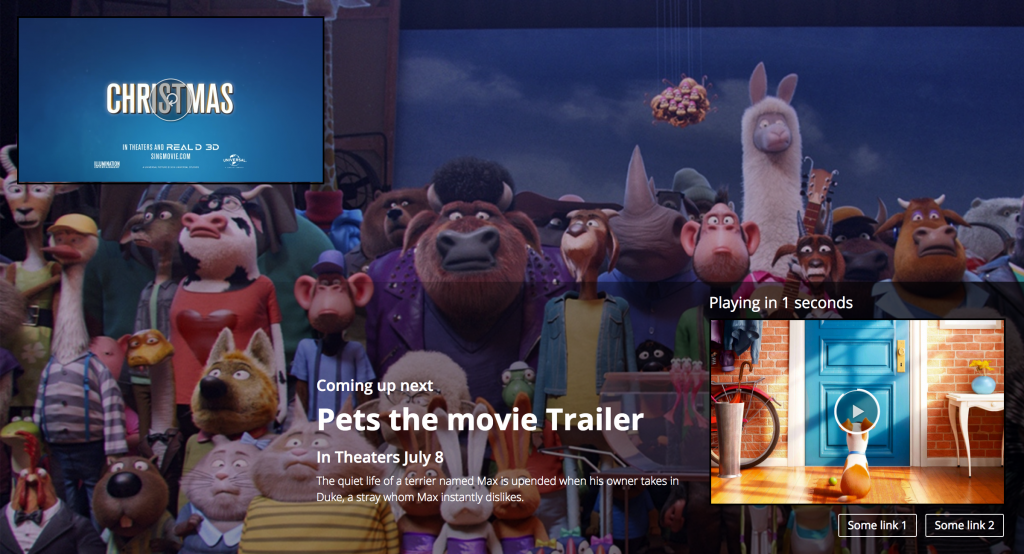 CHRISTMAS
IN THEATERS AND REAL D 3D
SINGMOVIE.COM
ILLUMINATION
UNIVERSAL
Playing in 1 seconds
Coming up next
Pets the movie Trailer
In Theaters July 8
The quiet life of a terrier named Max is upended when his owner takes in
Duke, a stray whom Max instantly dislikes.
Some link 1
Some link 2